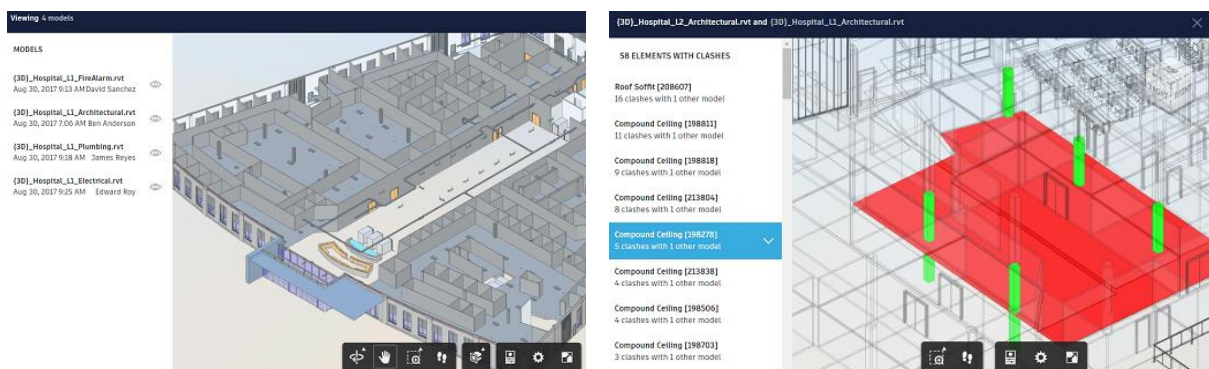 Viewing 4 models
MODELS
{3D}_Hospital_L1_FireAlarm.rvt
Aug 30, 2017 9:13 AM David Sanchez
{3D}_Hospital_L1_Architectural.rvt
Aug 30, 2017 7:06 AM Ben Anderson
{3D}_Hospital_L1_Plumbing.rvt
Aug 30, 2017 9:18 AM James Reyes
{3D}_Hospital_L1_Electrical.rvt
Aug 30, 2017 9:25 AM Edward Roy
{3D}_Hospital_L2_Architectural.rvt and {3D}_Hospital_L1_Architectural.rvt
58 ELEMENTS WITH CLASHES
Roof Soffit [208607]
16 clashes with 1 other model
Compound Ceiling [198811]
11 clashes with 1 other model
Compound Ceiling [198818]
9 clashes with 1 other model
Compound Ceiling [213804]
8 clashes with 1 other model
Compound Ceiling [198278]
5 clashes with 1 other model
Compound Ceiling [213838]
4 clashes with 1 other model
Compound Ceiling [198506]
4 clashes with 1 other model
Compound Ceiling [198703]
3 clashes with 1 other model